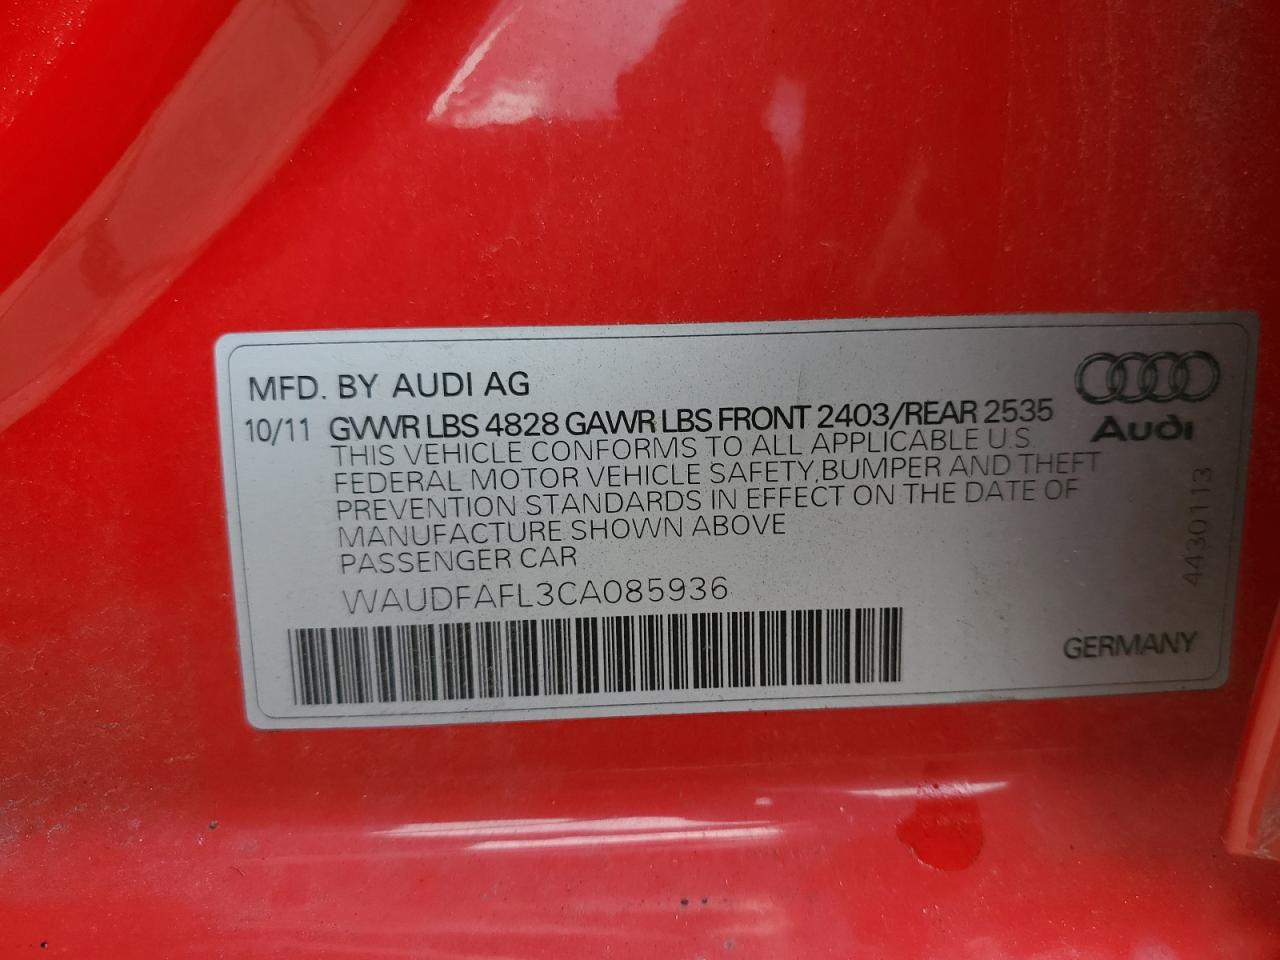 MFD. BY AUDI AG
10/11 GVWR LBS 4828 GAWR LBS FRONT 2403/REAR 2535
THIS VEHICLE CONFORMS TO ALL APPLICABLE U.S.
FEDERAL MOTOR VEHICLE SAFETY,BUMPER AND THEFT
PREVENTION STANDARDS IN EFFECT ON THE DATE OF
MANUFACTURE SHOWN ABOVE
PASSENGER CAR
WAUDFAFL3CA085936
Audi
4430113
GERMANY